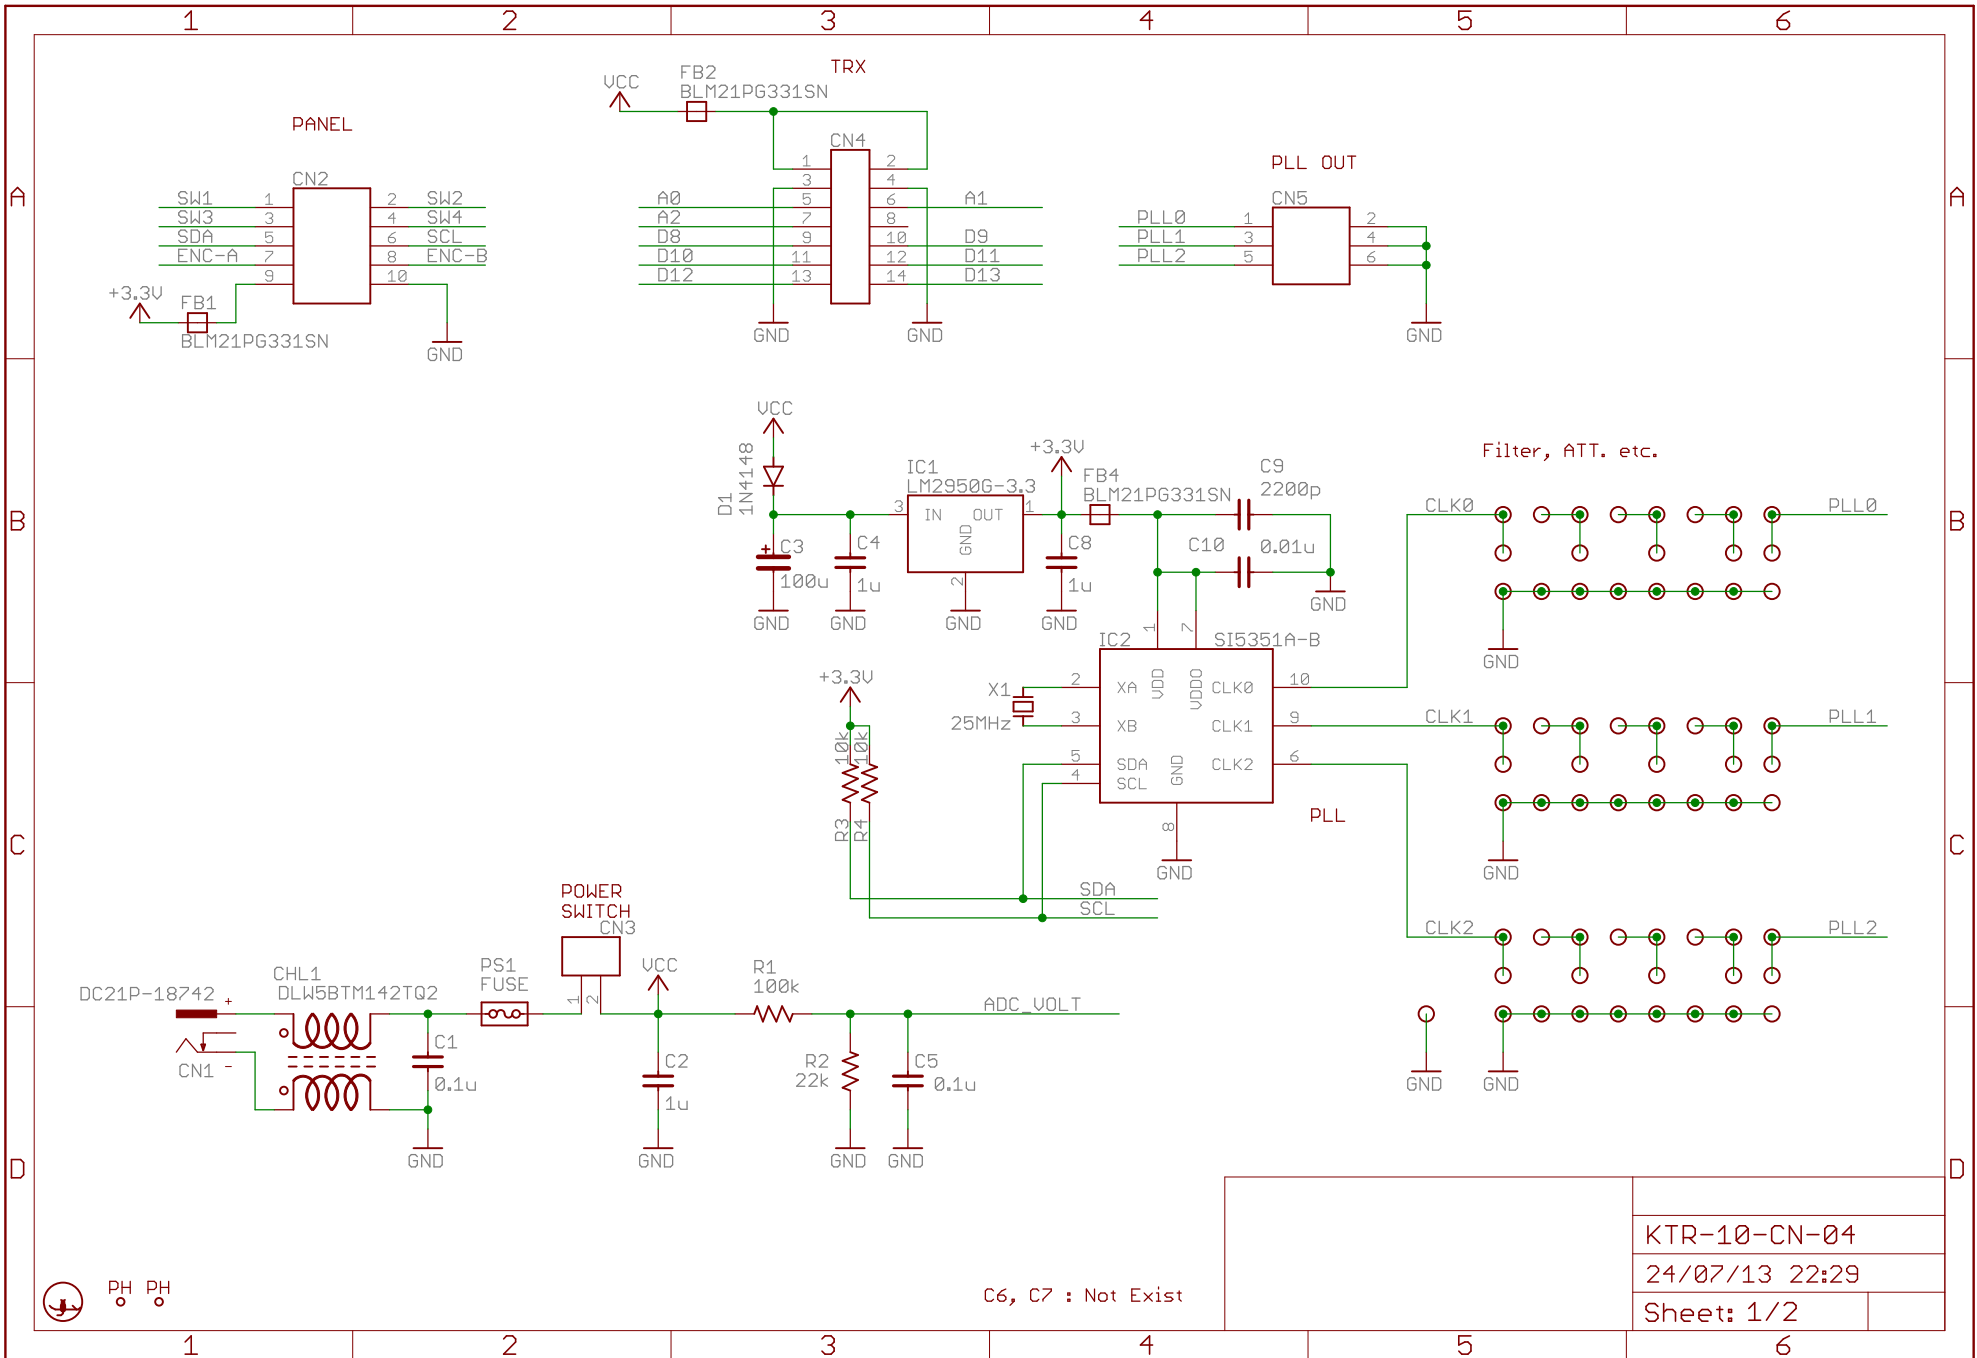 1 2 3 4 5 6
A A
B B
C C
D D
PANEL
CN2
SW1 1 2 SW2
SW3 3 4 SW4
SDA 5 6 SCL
ENC-A 7 8 ENC-B
9 10
+3.3V
FB1
BLM21PG331SN
GND
TRX
VCC
FB2
BLM21PG331SN
CN4
1 2
3 4
A0 5 6 A1
A2 7 8
D8 9 10 D9
D10 11 12 D11
D12 13 14 D13
GND GND
PLL OUT
CN5
PLL0 1 2
PLL1 3 4
PLL2 5 6
GND
VCC
D1
1N4148
+
C3
100u
GND
C4
1u
GND
IC1
LM2950G-3.3
3 IN OUT 1
GND
2
GND
+3.3V
C8
1u
GND
FB4
BLM21PG331SN
C9
2200p
C10 0.01u
GND
IC2 SI5351A-B
1 7
VDD VDDO
2 XA CLK0 10
3 XB CLK1 9
5 SDA CLK2 6
4 SCL
GND
8
GND
PLL
X1
25MHz
+3.3V
10k 10k
R3 R4
SDA
SCL
Filter, ATT. etc.
CLK0 PLL0
GND
CLK1 PLL1
GND
CLK2 PLL2
GND GND
DC21P-18742 +
CN1 -
CHL1
DLW5BTM142TQ2
C1
0.1u
GND
PS1
FUSE
POWER
SWITCH
CN3
1 2
VCC
C2
1u
GND
R1
100k
ADC_VOLT
R2
22k
GND
C5
0.1u
GND
PH PH
C6, C7 : Not Exist
KTR-10-CN-04
24/07/13 22:29
Sheet: 1/2
1 2 3 4 5 6